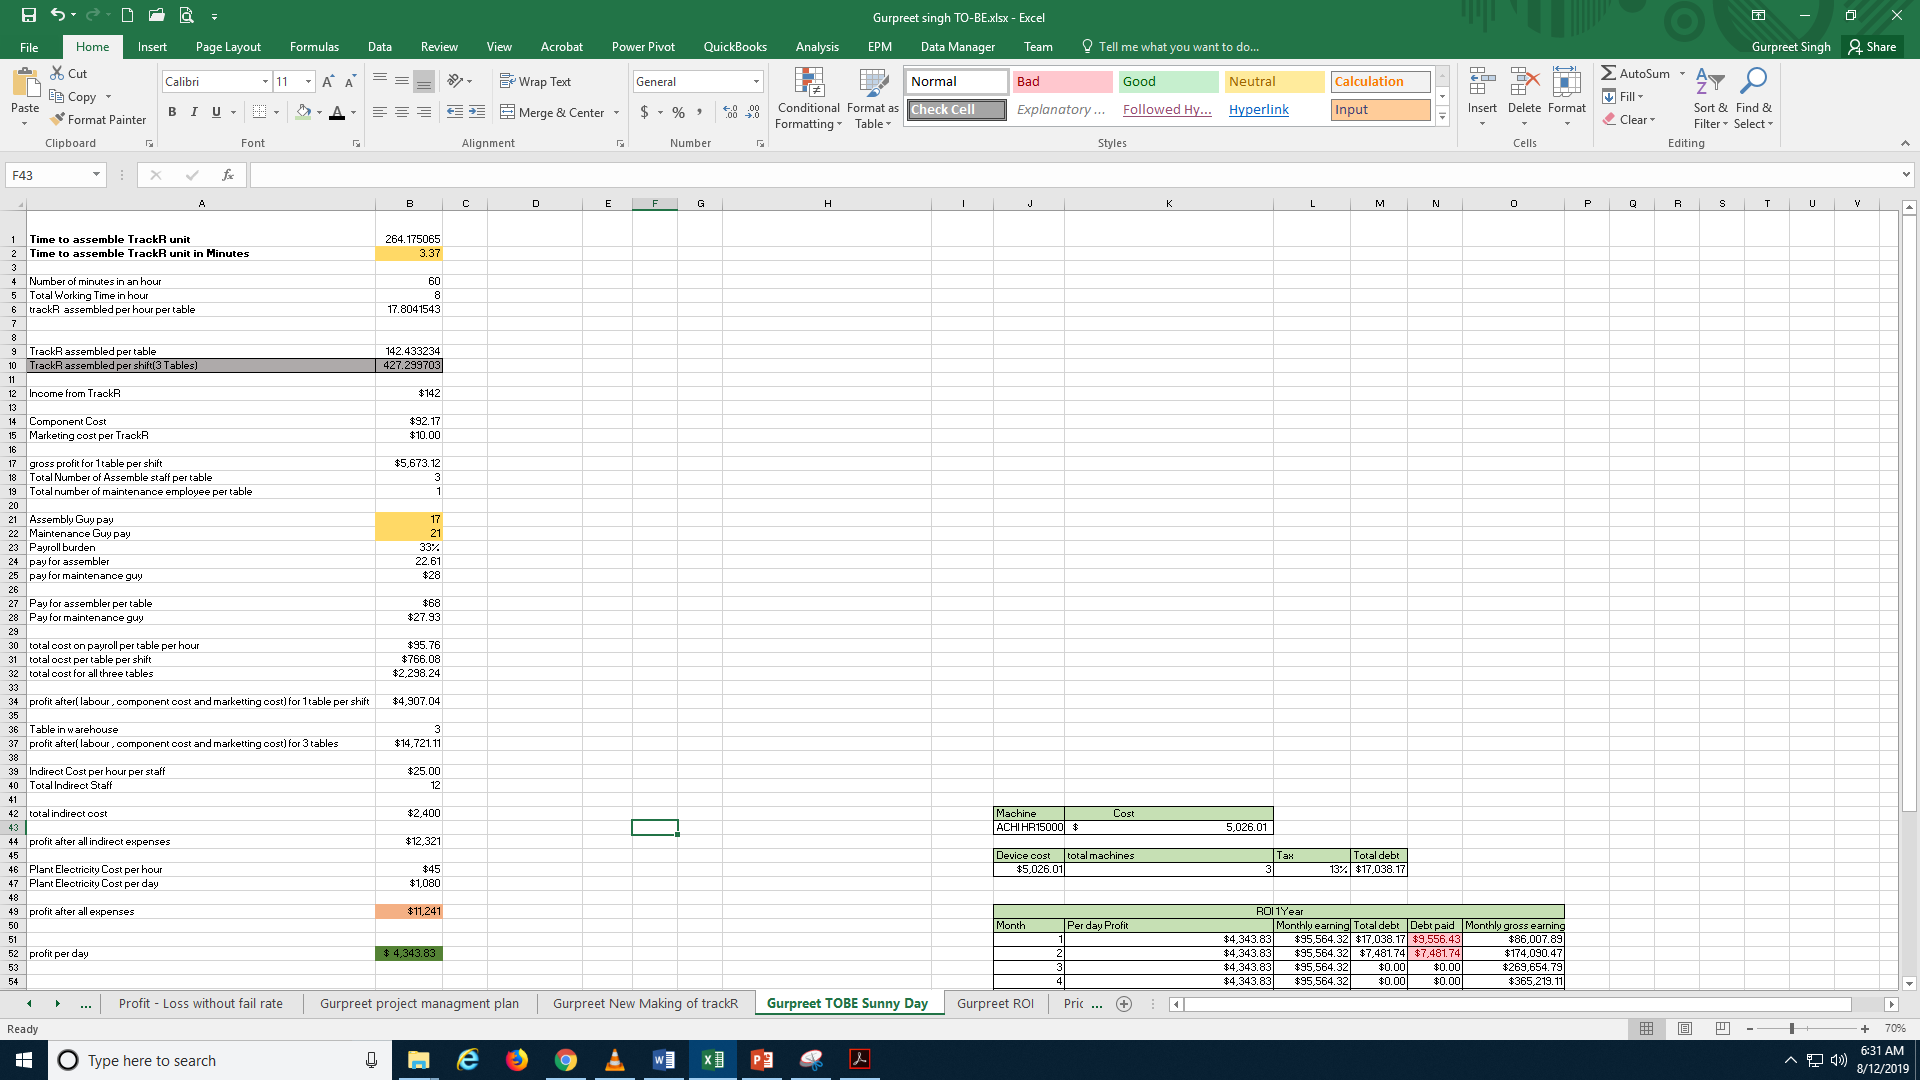 Gurpreet singh TO-BE.xlsx - Excel
File Home Insert Page Layout Formulas Data Review View Acrobat Power Pivot QuickBooks Analysis EPM Data Manager Team Tell me what you want to do... Gurpreet Singh Share
Paste Cut Copy Format Painter
Calibri 11
B I U
Wrap Text
Merge & Center
General
$ % ,
Conditional Formatting
Format as Table
Normal Bad Good Neutral Calculation
Check Cell Explanatory ... Followed Hy... Hyperlink Input
Insert Delete Format
AutoSum
Fill
Clear
Sort & Filter
Find & Select
Clipboard Font Alignment Number Styles Cells Editing
F43 fx
A B C D E F G H I J K L M N O P Q R S T U V
1 Time to assemble TrackR unit 264.175065
2 Time to assemble TrackR unit in Minutes 3.37
3
4 Number of minutes in an hour 60
5 Total Working Time in hour 8
6 trackR assembled per hour per table 17.8041543
7
8
9 TrackR assembled per table 142.433234
10 TrackR assembled per shift(3 Tables) 427.299703
11
12 Income from TrackR $142
13
14 Component Cost $92.17
15 Marketing cost per TrackR $10.00
16
17 gross profit for 1 table per shift $5,673.12
18 Total Number of Assemble staff per table 3
19 Total number of maintenance employee per table 1
20
21 Assembly Guy pay 17
22 Maintenance Guy pay 21
23 Payroll burden 33%
24 pay for assembler 22.61
25 pay for maintenance guy $28
26
27 Pay for assembler per table $68
28 Pay for maintenance guy $27.93
29
30 total cost on payroll per table per hour $95.76
31 total ocst per table per shift $766.08
32 total cost for all three tables $2,298.24
33
34 profit after( labour , component cost and marketting cost) for 1 table per shift $4,907.04
35
36 Table in warehouse 3
37 profit after( labour , component cost and marketting cost) for 3 tables $14,721.11
38
39 Indirect Cost per hour per staff $25.00
40 Total Indirect Staff 12
41
42 total indirect cost $2,400 Machine Cost
43 ACHI HR15000 $ 5,026.01
44 profit after all indirect expenses $12,321
45 Device cost total machines Tax Total debt
46 Plant Electricity Cost per hour $45 $5,026.01 3 13% $17,038.17
47 Plant Electricity Cost per day $1,080
48
49 profit after all expenses $11,241 ROI 1Year
50 Month Per day Profit Monthly earning Total debt Debt paid Monthly gross earning
51 1 $4,343.83 $95,564.32 $17,038.17 $9,556.43 $86,007.89
52 profit per day $ 4,343.83 2 $4,343.83 $95,564.32 $7,481.74 $7,481.74 $174,090.47
53 3 $4,343.83 $95,564.32 $0.00 $0.00 $269,654.79
54 4 $4,343.83 $95,564.32 $0.00 $0.00 $365,219.11
... Profit - Loss without fail rate Gurpreet project managment plan Gurpreet New Making of trackR Gurpreet TOBE Sunny Day Gurpreet ROI Pric ...
Ready 70%
Type here to search
6:31 AM
8/12/2019